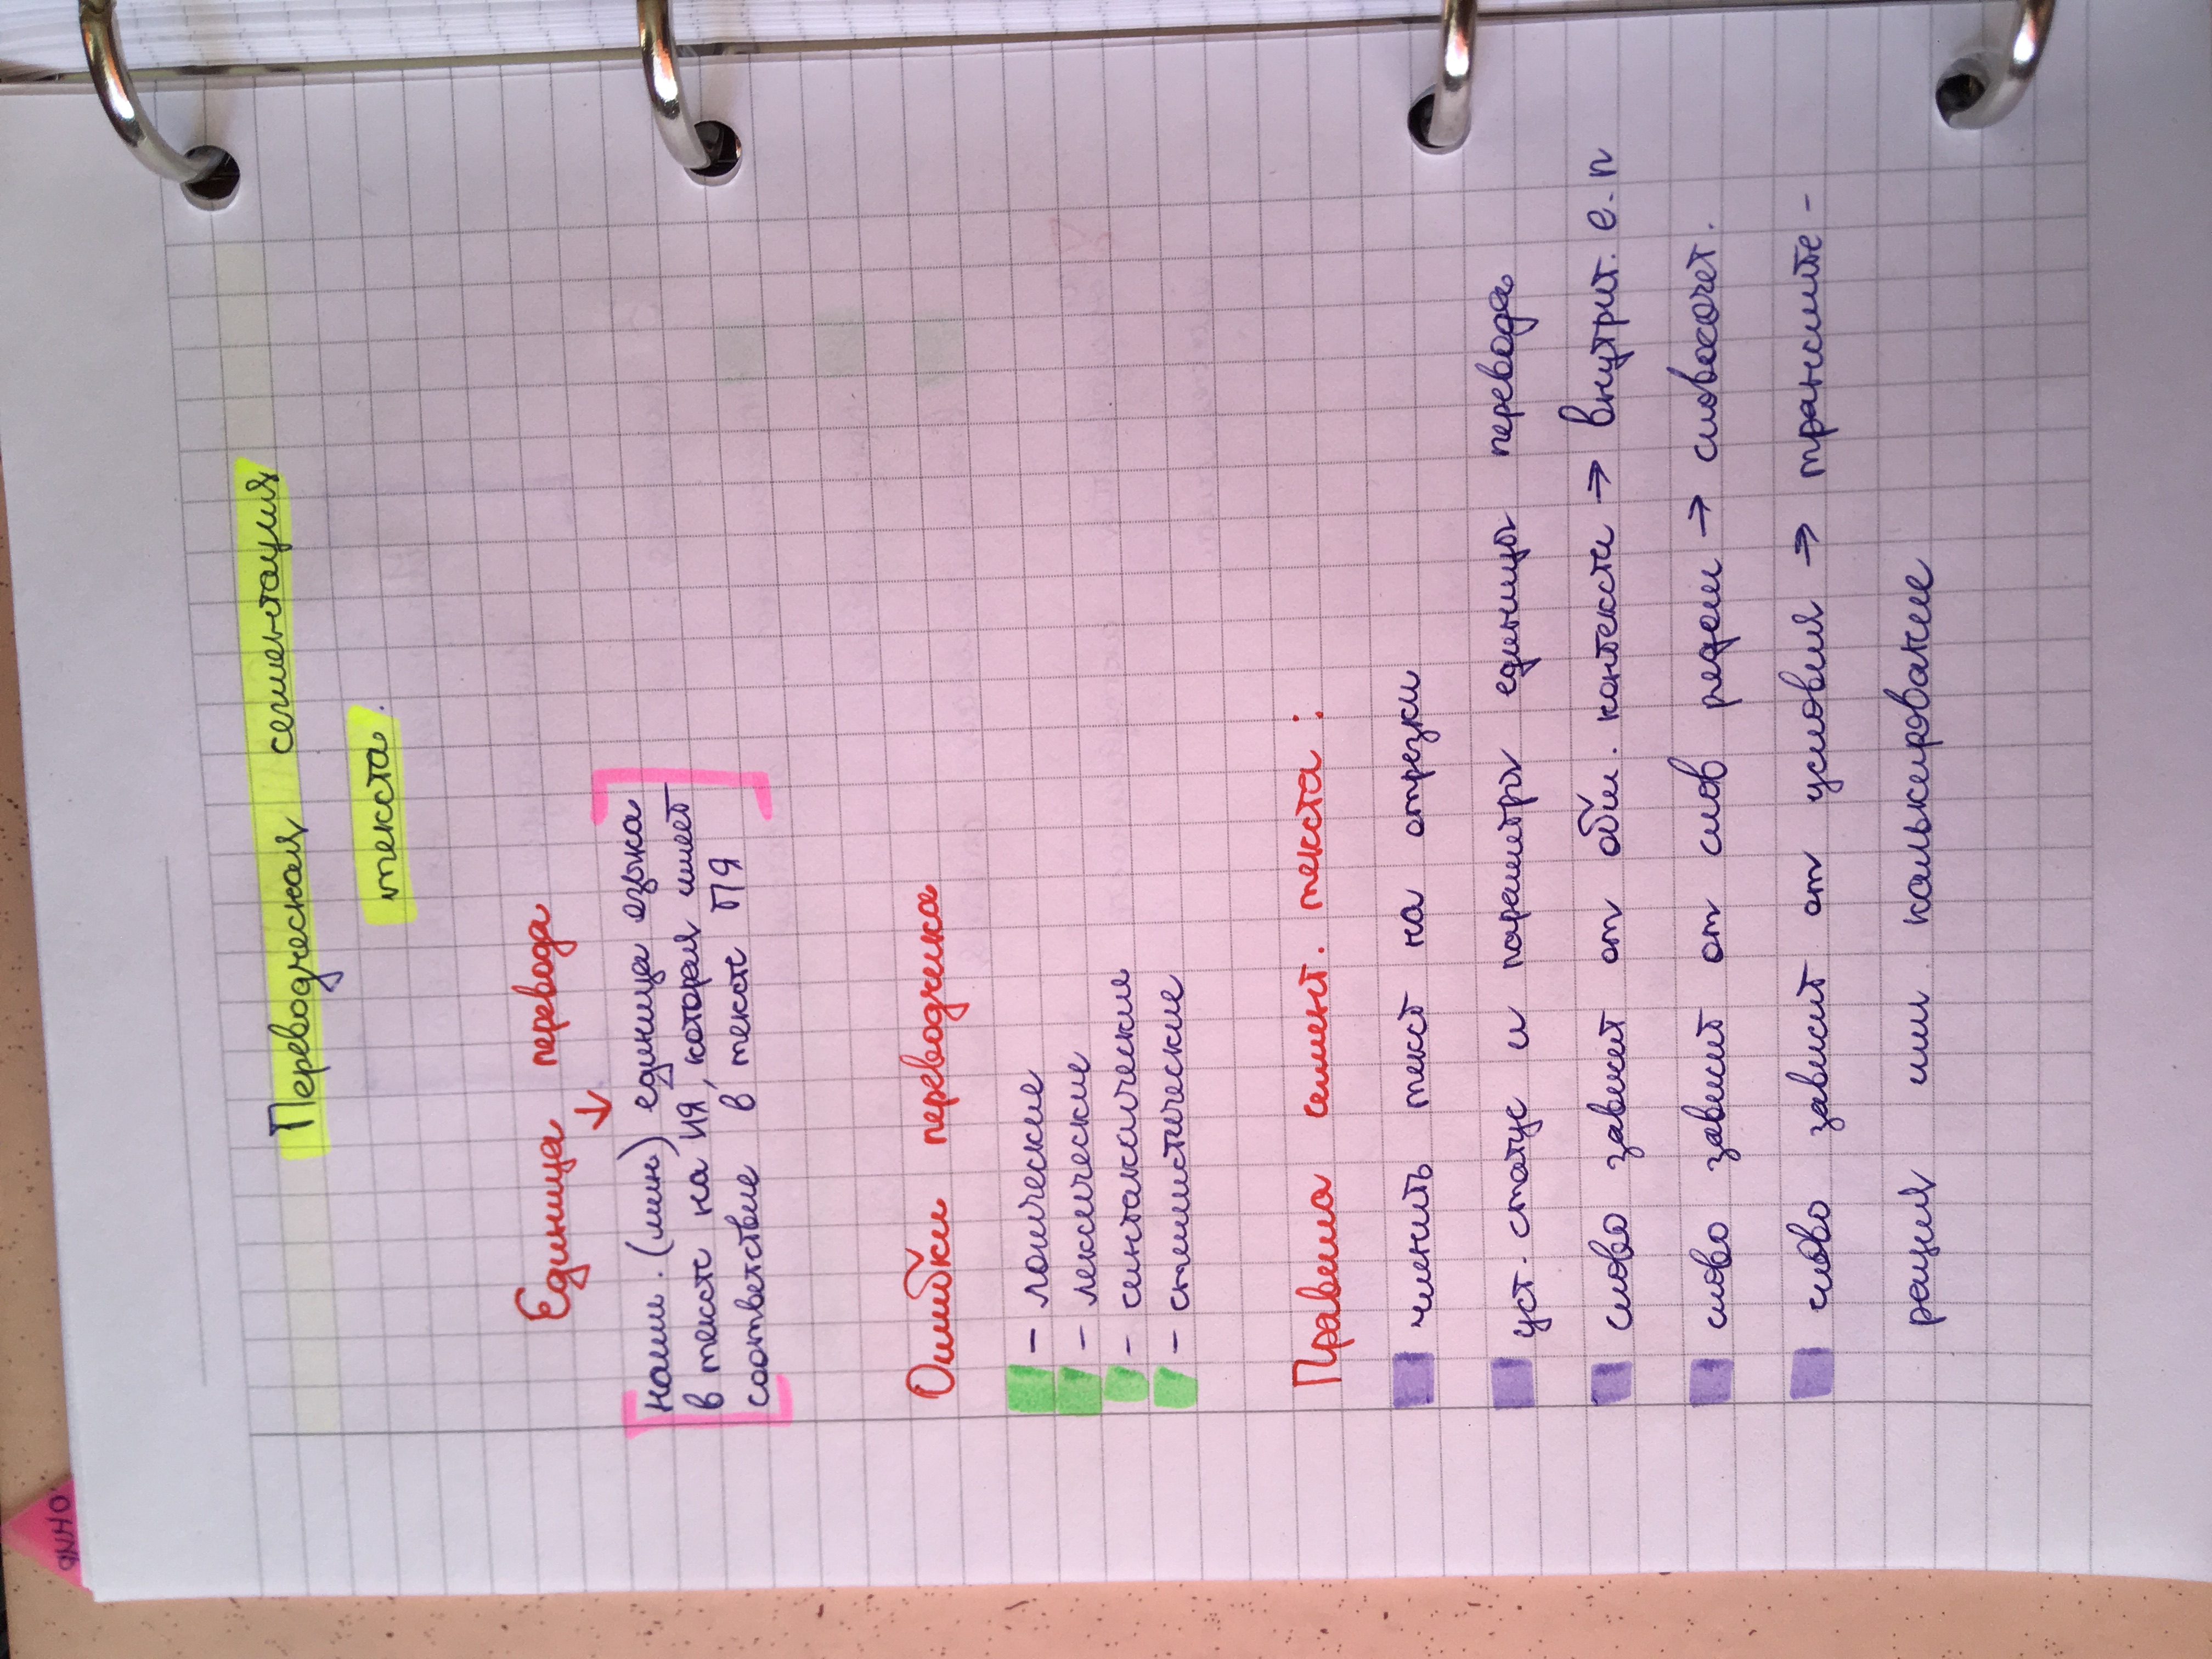 ОНИР
Переводческая сегментация
текста.
Единица перевода
↓
наим. (мин) единица языка
в тексте на ИЯ, которая имеет
соответствие в тексте ПЯ
Ошибки переводчика
- логические
- лексические
- синтаксические
- стилистические
Правила сегмент. текста:
членить текст на отрезки
уст. статус и параметры единицы перевода
слово зависит от общ. контекста → внутрит. е. п
слово зависит от слов рядом → словосочет.
слово зависит от условия → транслите-
рация или калькирование